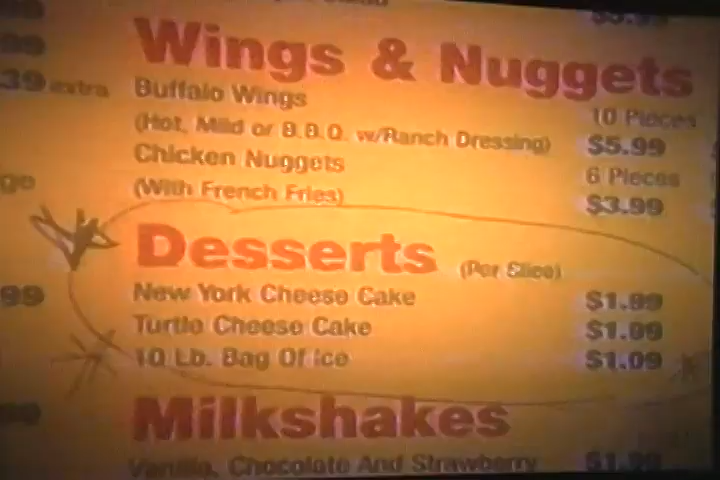 Wings & Nuggets
39 extra
Buffalo Wings 10 Pieces
(Hot, Mild or B.B.Q. w/Ranch Dressing) $5.99
Chicken Nuggets 6 Pieces
(With French Fries) $3.99
Desserts (Per Slice)
New York Cheese Cake $1.99
Turtle Cheese Cake
10 Lb. Bag Of Ice $1.09
Milkshakes
Vanilla, Chocolate And Strawberry $1.99